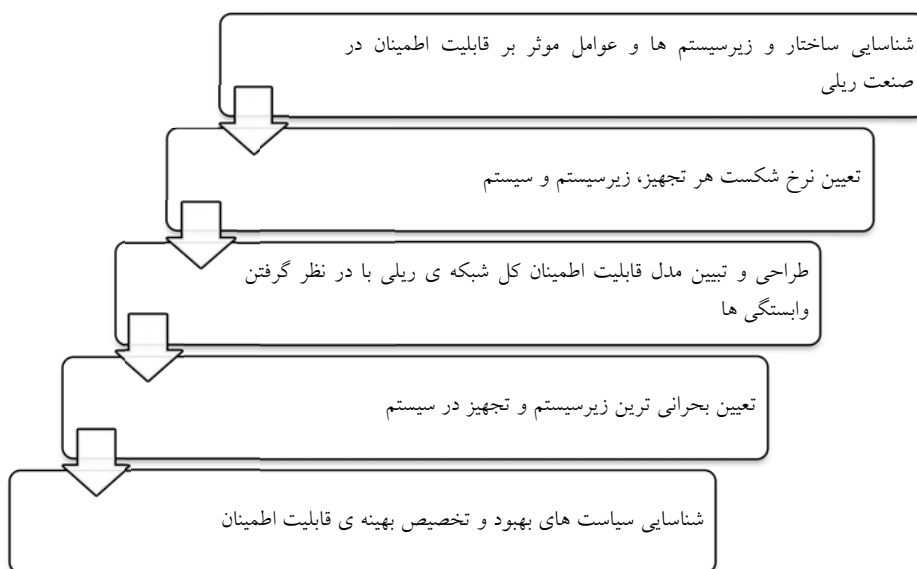 شناسایی ساختار و زیرسیستم ها و عوامل موثر بر قابلیت اطمینان در
صنعت ریلی
تعیین نرخ شکست هر تجهیز، زیرسیستم و سیستم
طراحی و تبیین مدل قابلیت اطمینان کل شبکه ی ریلی با در نظر گرفتن
وابستگی ها
تعیین بحرانی ترین زیرسیستم و تجهیز در سیستم
شناسایی سیاست های بهبود و تخصیص بهینه ی قابلیت اطمینان